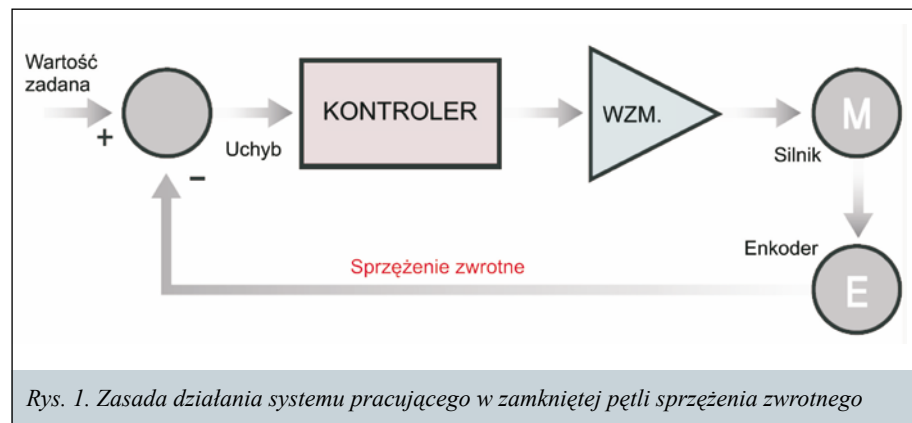 Wartość
zadana
+
-
Uchyb
KONTROLER
WZM.
M
Silnik
Enkoder
E
Sprzężenie zwrotne
Rys. 1. Zasada działania systemu pracującego w zamkniętej pętli sprzężenia zwrotnego